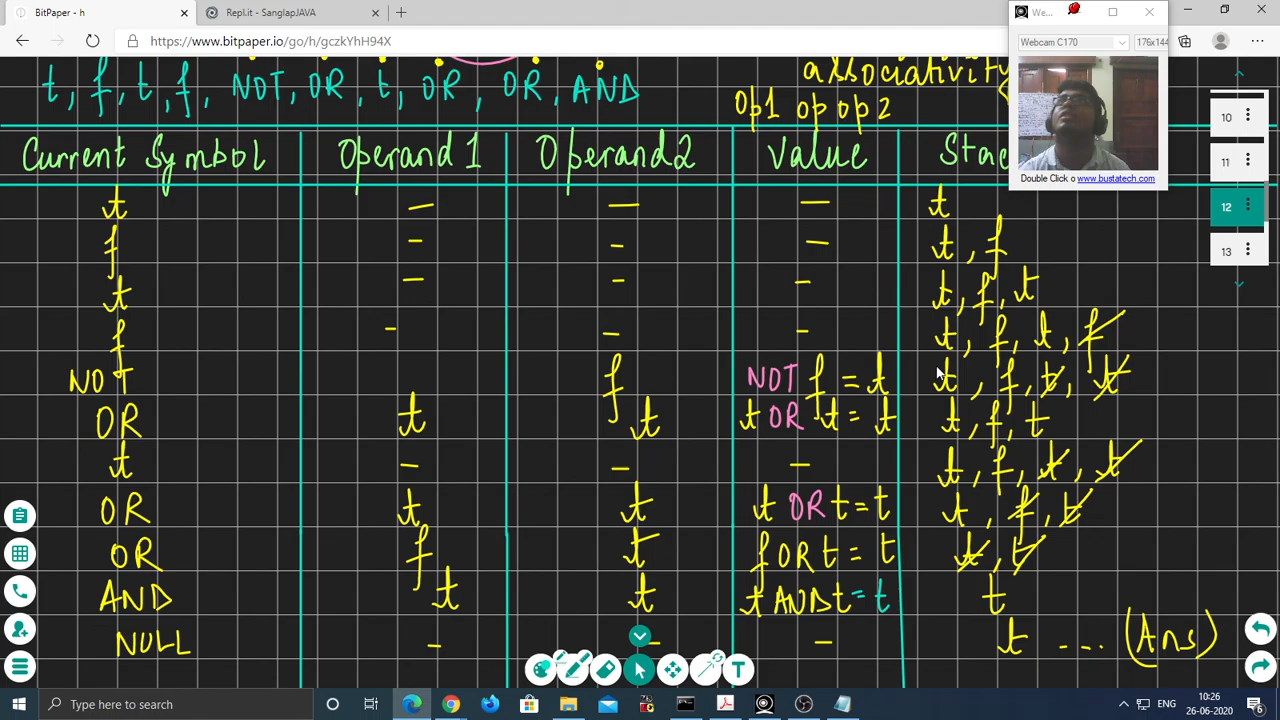 BitPaper - h
Repl.it - SanglapJAVA
We...
https://www.bitpaper.io/go/h/gczkYhH94X
Webcam C170
176x144
t, f, t, f, NOT, OR, t, OR, OR, AND
associativity
Op1 op op2
Double Click o www.bustatech.com
10
11
12
13
Current Symbol Operand 1 Operand 2 Value Stac
t — — — t
f - - — t, f
t — - - t, f, t
f - - - t, f, t, f
NOT f NOT f = t t, f, t, t
OR t t t OR t = t t, f, t
t — - — t, f, t, t
OR t t t OR t = t t, f, t
OR f t f OR t = t t, t
AND t t t AND t = t t
NULL - - — t ... (Ans)
T
Type here to search
ENG
10:26
26-06-2020
6